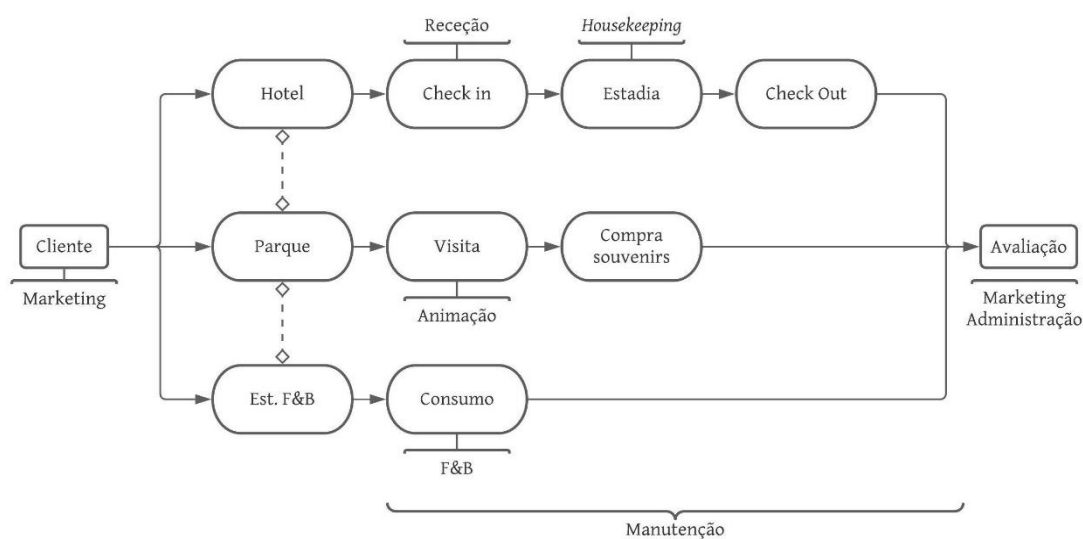 Receção
Housekeeping
Hotel
Check in
Estadia
Check Out
Cliente
Parque
Visita
Compra
souvenirs
Avaliação
Marketing
Animação
Marketing
Administração
Est. F&B
Consumo
F&B
Manutenção